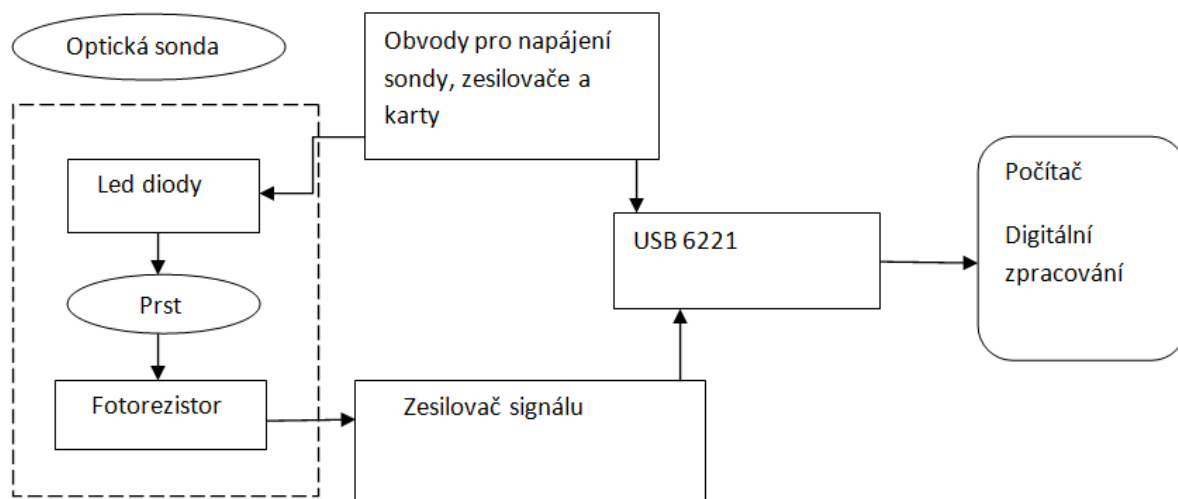 Optická sonda
Obvody pro napájení
sondy, zesilovače a
karty
Led diody
Prst
Fotorezistor
Zesilovač signálu
USB 6221
Počítač
Digitální
zpracování